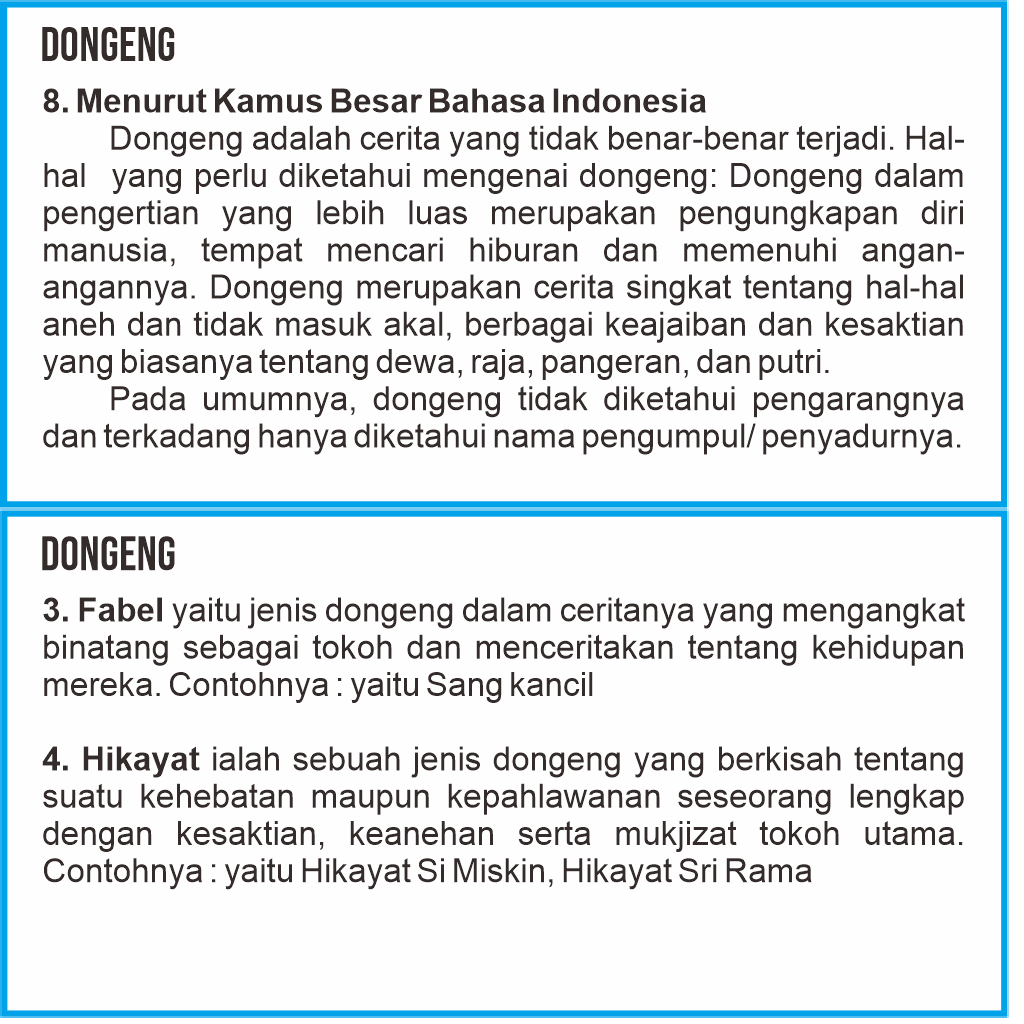 DONGENG
8. Menurut Kamus Besar Bahasa Indonesia
Dongeng adalah cerita yang tidak benar-benar terjadi. Hal-
hal yang perlu diketahui mengenai dongeng: Dongeng dalam
pengertian yang lebih luas merupakan pengungkapan diri
manusia, tempat mencari hiburan dan memenuhi angan-
angannya. Dongeng merupakan cerita singkat tentang hal-hal
aneh dan tidak masuk akal, berbagai keajaiban dan kesaktian
yang biasanya tentang dewa, raja, pangeran, dan putri.
Pada umumnya, dongeng tidak diketahui pengarangnya
dan terkadang hanya diketahui nama pengumpul/ penyadurnya.
DONGENG
3. Fabel yaitu jenis dongeng dalam ceritanya yang mengangkat
binatang sebagai tokoh dan menceritakan tentang kehidupan
mereka. Contohnya : yaitu Sang kancil
4. Hikayat ialah sebuah jenis dongeng yang berkisah tentang
suatu kehebatan maupun kepahlawanan seseorang lengkap
dengan kesaktian, keanehan serta mukjizat tokoh utama.
Contohnya : yaitu Hikayat Si Miskin, Hikayat Sri Rama